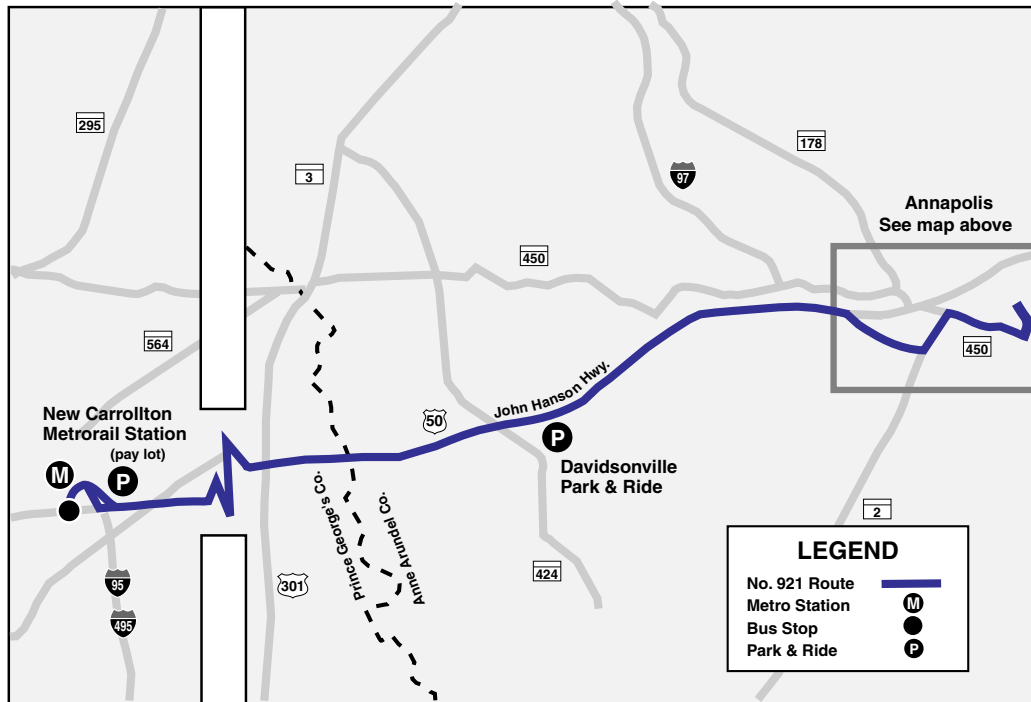 295
3
178
97
Annapolis
See map above
450
564
450
New Carrollton
Metrorail Station
(pay lot)
M
P
50
John Hanson Hwy.
P
Davidsonville
Park & Ride
Prince George's Co.
Anne Arundel Co.
2
95
495
301
424
LEGEND
No. 921 Route
Metro Station M
Bus Stop
Park & Ride P